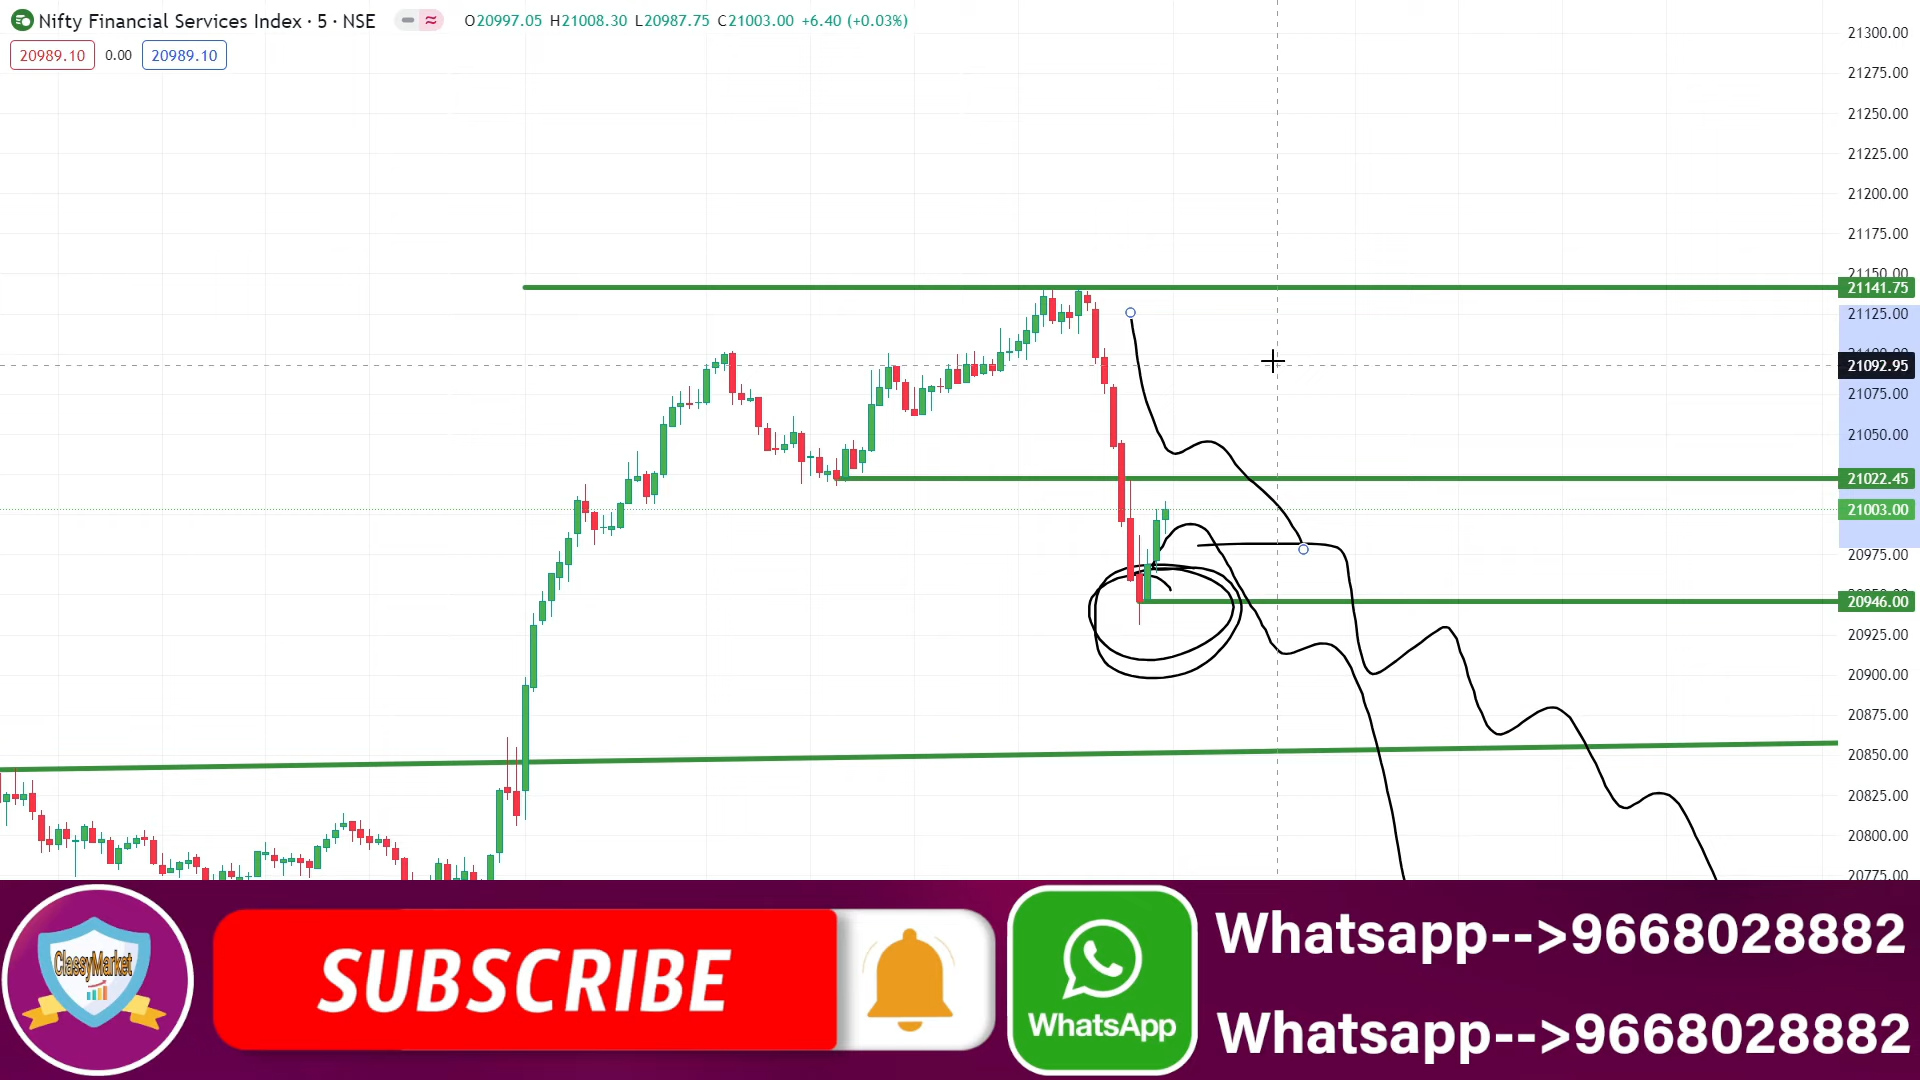 Nifty Financial Services Index · 5 · NSE
O20997.05 H21008.30 L20987.75 C21003.00 +6.40 (+0.03%)
20989.10 0.00 20989.10
21300.00
21275.00
21250.00
21225.00
21200.00
21175.00
21150.00
21141.75
21125.00
21092.95
21075.00
21050.00
21022.45
21003.00
20975.00
20946.00
20925.00
20900.00
20875.00
20850.00
20825.00
20800.00
20775.00
ClassyMarket
SUBSCRIBE
WhatsApp
Whatsapp-->9668028882
Whatsapp-->9668028882